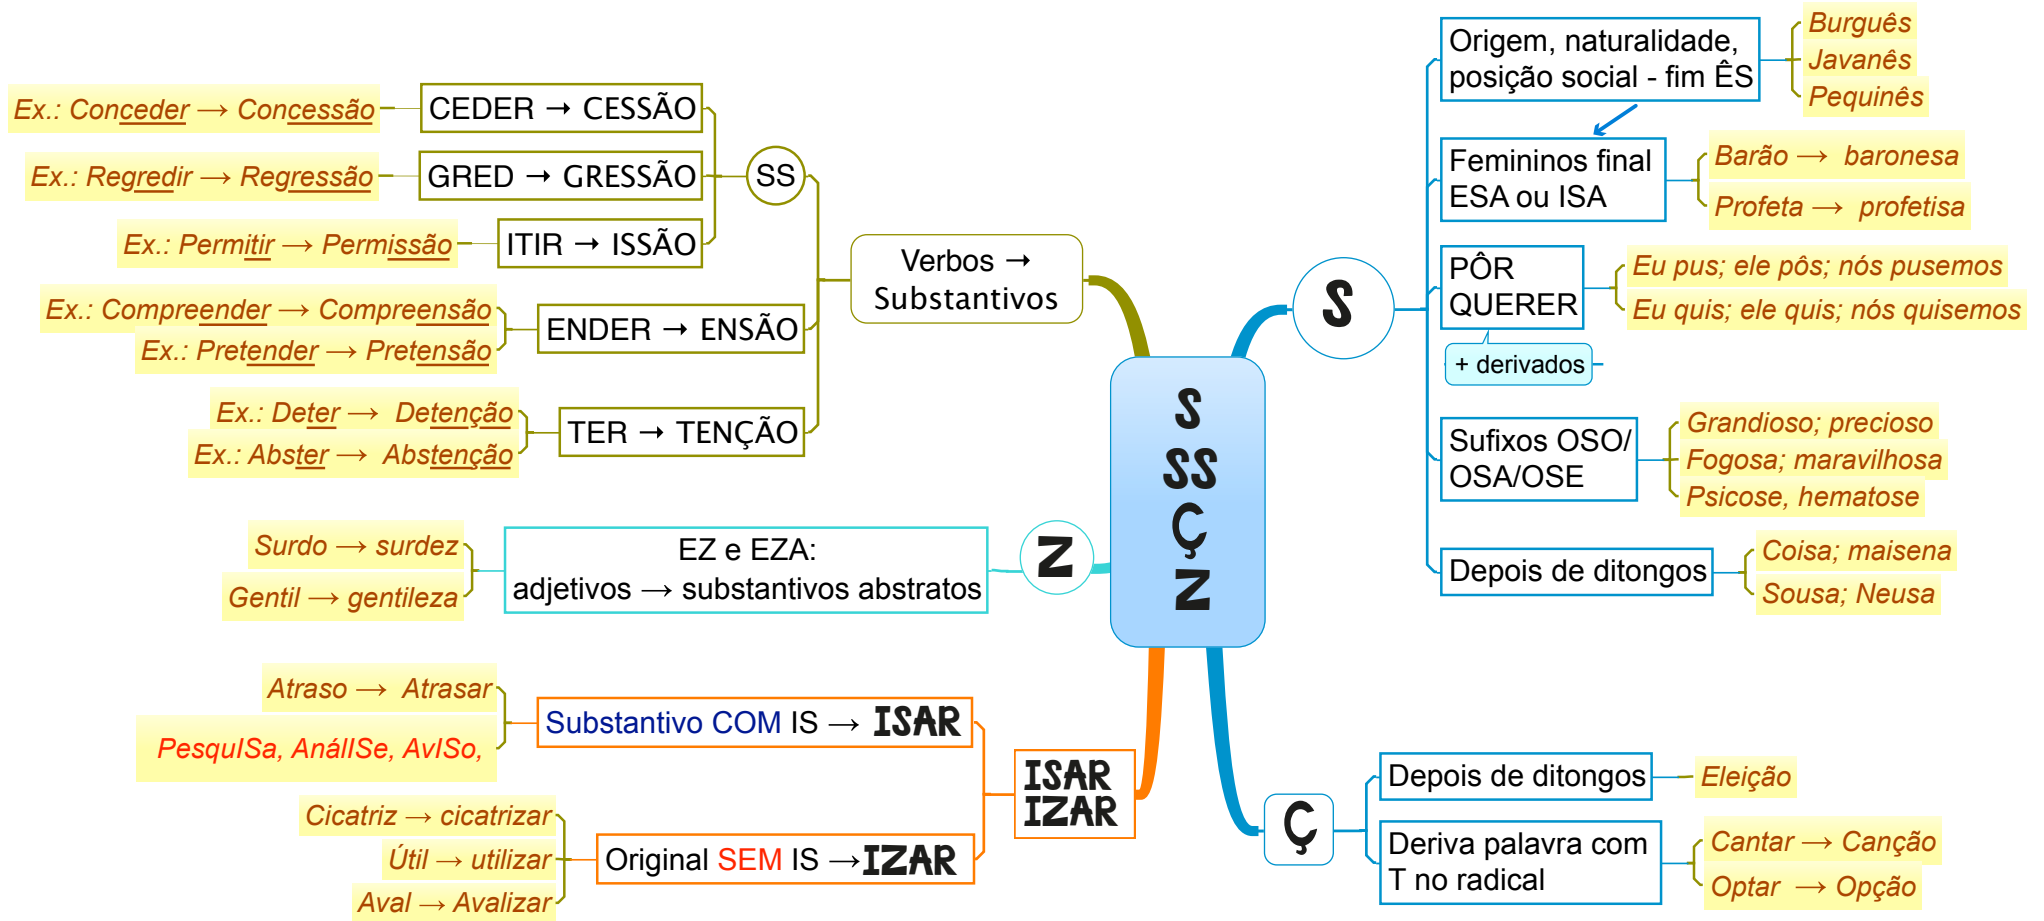 S
SS
Ç
Z
Verbos →
Substantivos
SS
CEDER → CESSÃO
Ex.: Conceder → Concessão
GRED → GRESSÃO
Ex.: Regredir → Regressão
ITIR → ISSÃO
Ex.: Permitir → Permissão
ENDER → ENSÃO
Ex.: Compreender → Compreensão
Ex.: Pretender → Pretensão
TER → TENÇÃO
Ex.: Deter → Detenção
Ex.: Abster → Abstenção
Z
EZ e EZA:
adjetivos → substantivos abstratos
Surdo → surdez
Gentil → gentileza
ISAR
IZAR
Substantivo COM IS → ISAR
Atraso → Atrasar
PesquISa, AnálISe, AvISo,
Original SEM IS →IZAR
Cicatriz → cicatrizar
Útil → utilizar
Aval → Avalizar
S
Origem, naturalidade,
posição social - fim ÊS
Burguês
Javanês
Pequinês
Femininos final
ESA ou ISA
Barão → baronesa
Profeta → profetisa
PÔR
QUERER
+ derivados
Eu pus; ele pôs; nós pusemos
Eu quis; ele quis; nós quisemos
Sufixos OSO/
OSA/OSE
Grandioso; precioso
Fogosa; maravilhosa
Psicose, hematose
Depois de ditongos
Coisa; maisena
Sousa; Neusa
Ç
Depois de ditongos
Eleição
Deriva palavra com
T no radical
Cantar → Canção
Optar → Opção